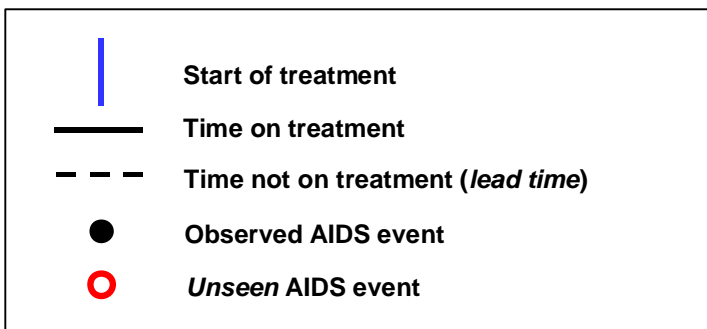 Start of treatment
Time on treatment
Time not on treatment (lead time)
Observed AIDS event
Unseen AIDS event